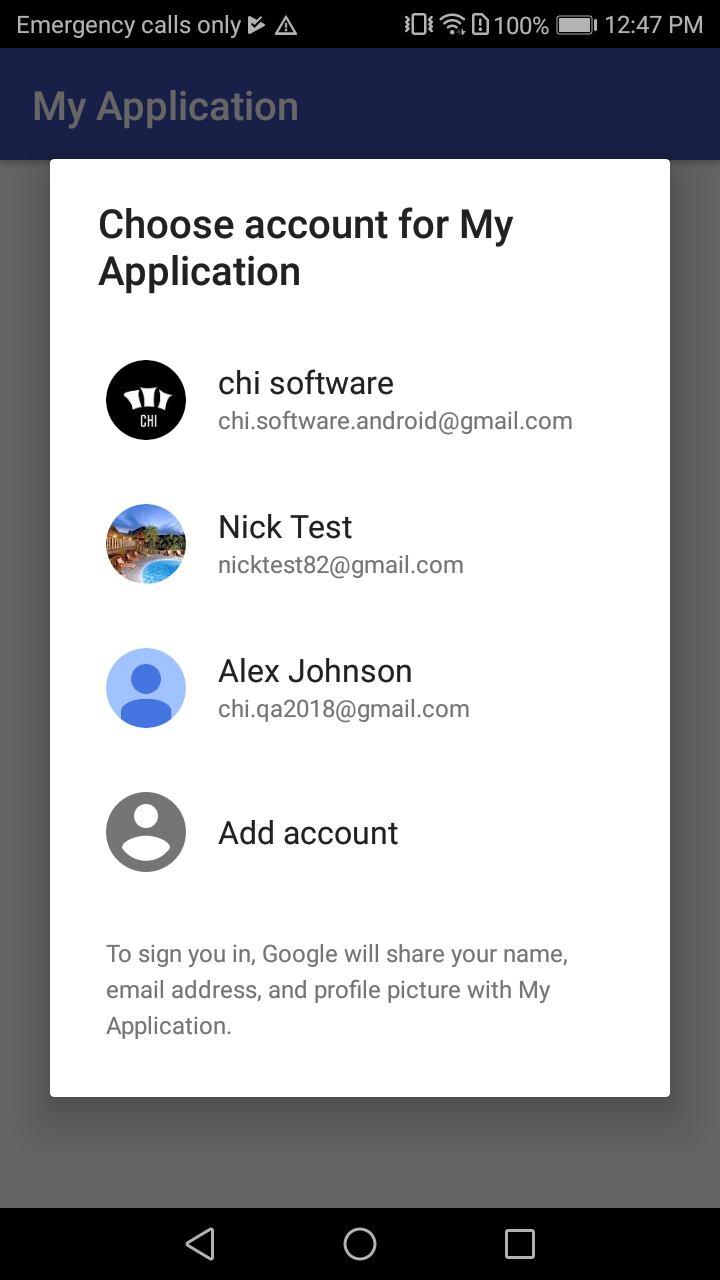 Emergency calls only 100% 12:47 PM
My Application
Choose account for My
Application
CHI
chi software
chi.software.android@gmail.com
Nick Test
nicktest82@gmail.com
Alex Johnson
chi.qa2018@gmail.com
Add account
To sign you in, Google will share your name,
email address, and profile picture with My
Application.